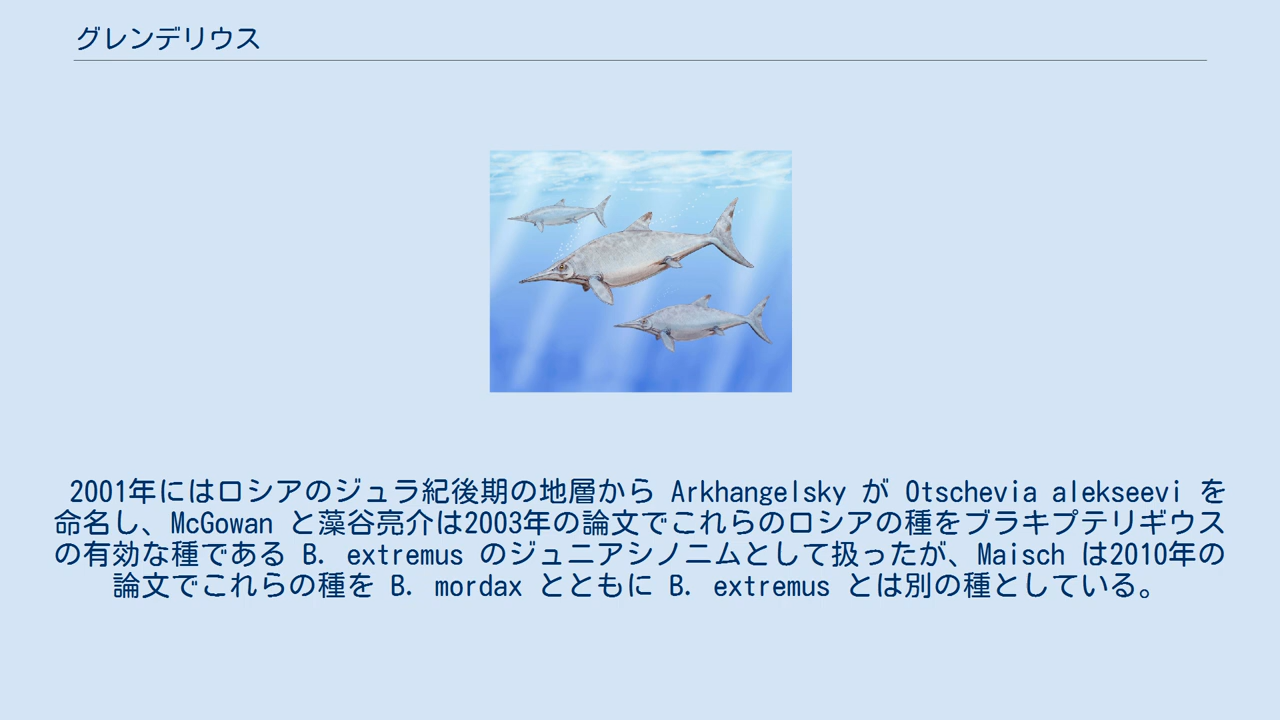 グレンデリウス
2001年にはロシアのジュラ紀後期の地層から Arkhangelsky が Otschevia alekseevi を
命名し、McGowan と藻谷亮介は2003年の論文でこれらのロシアの種をブラキプテリギウス
の有効な種である B. extremus のジュニアシノニムとして扱ったが、Maisch は2010年の
論文でこれらの種を B. mordax とともに B. extremus とは別の種としている。